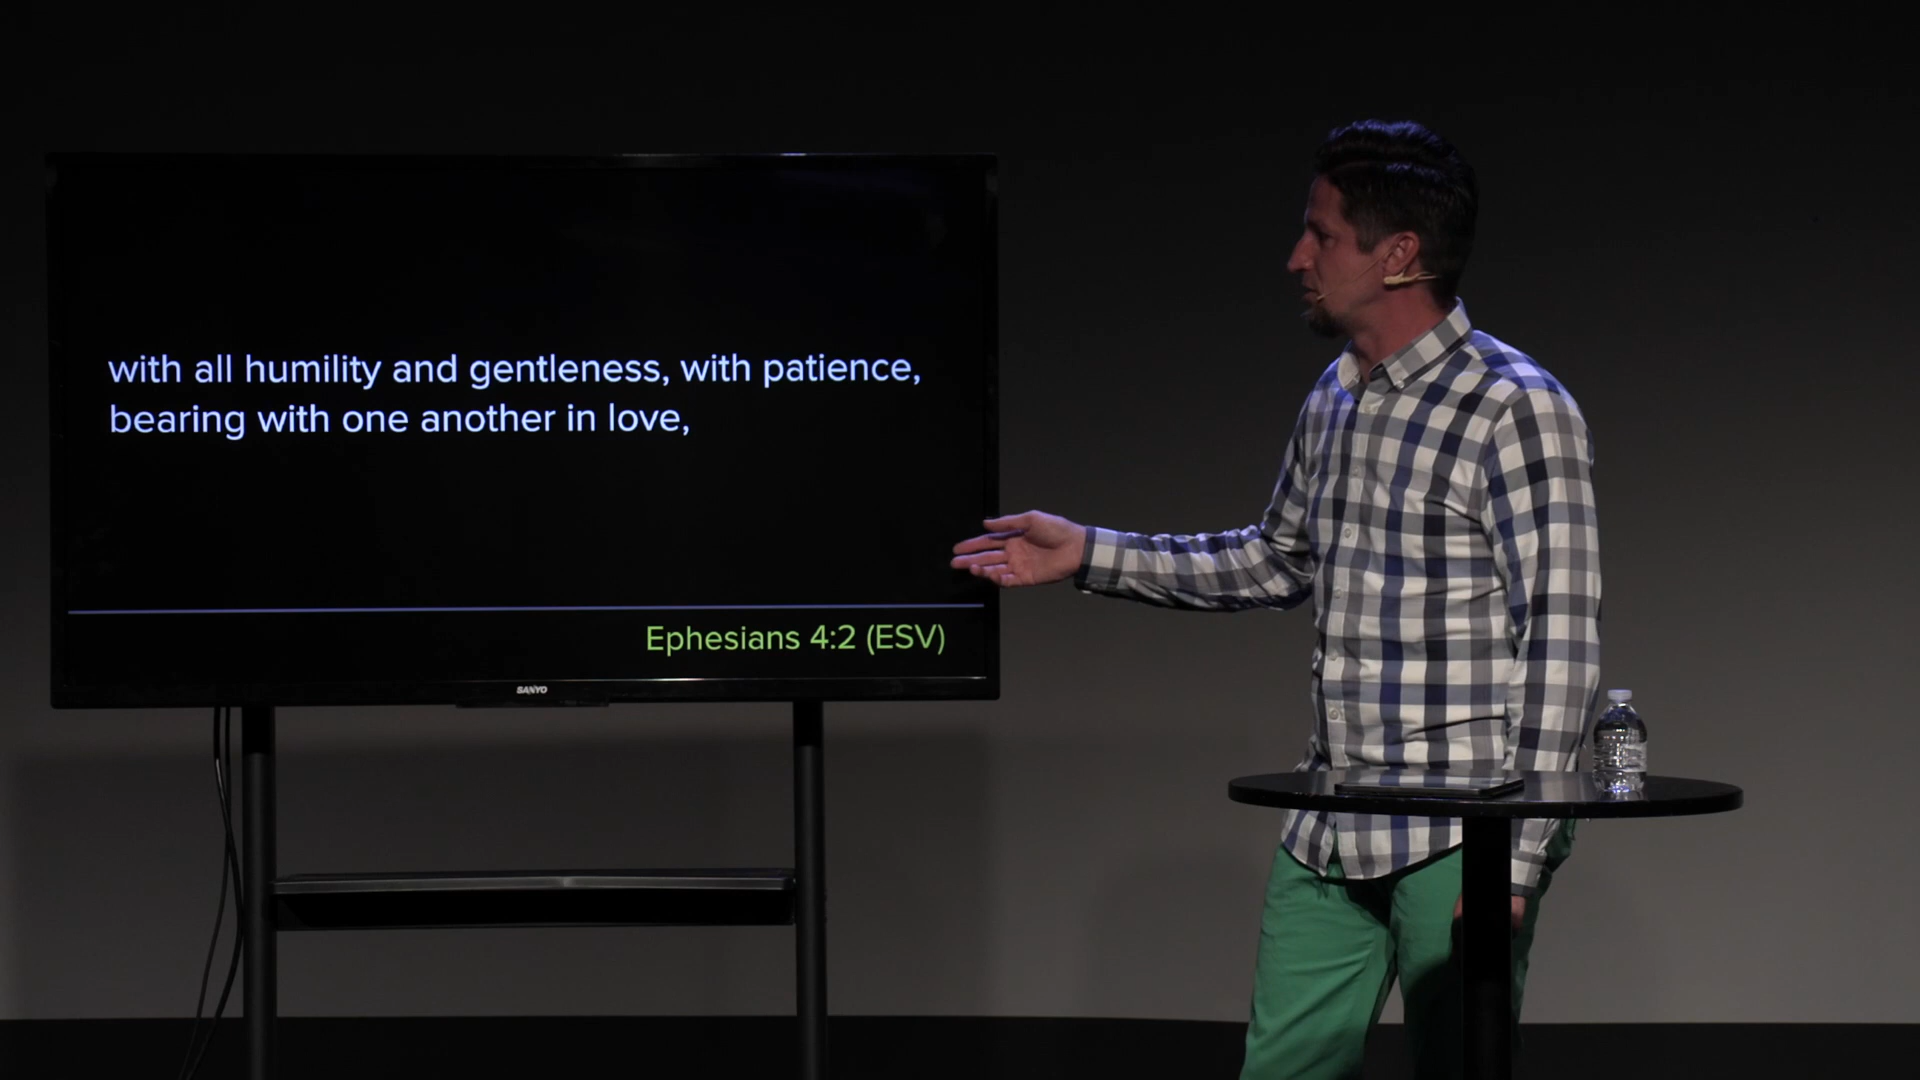 with all humility and gentleness, with patience,
bearing with one another in love,
Ephesians 4:2 (ESV)
SANYO